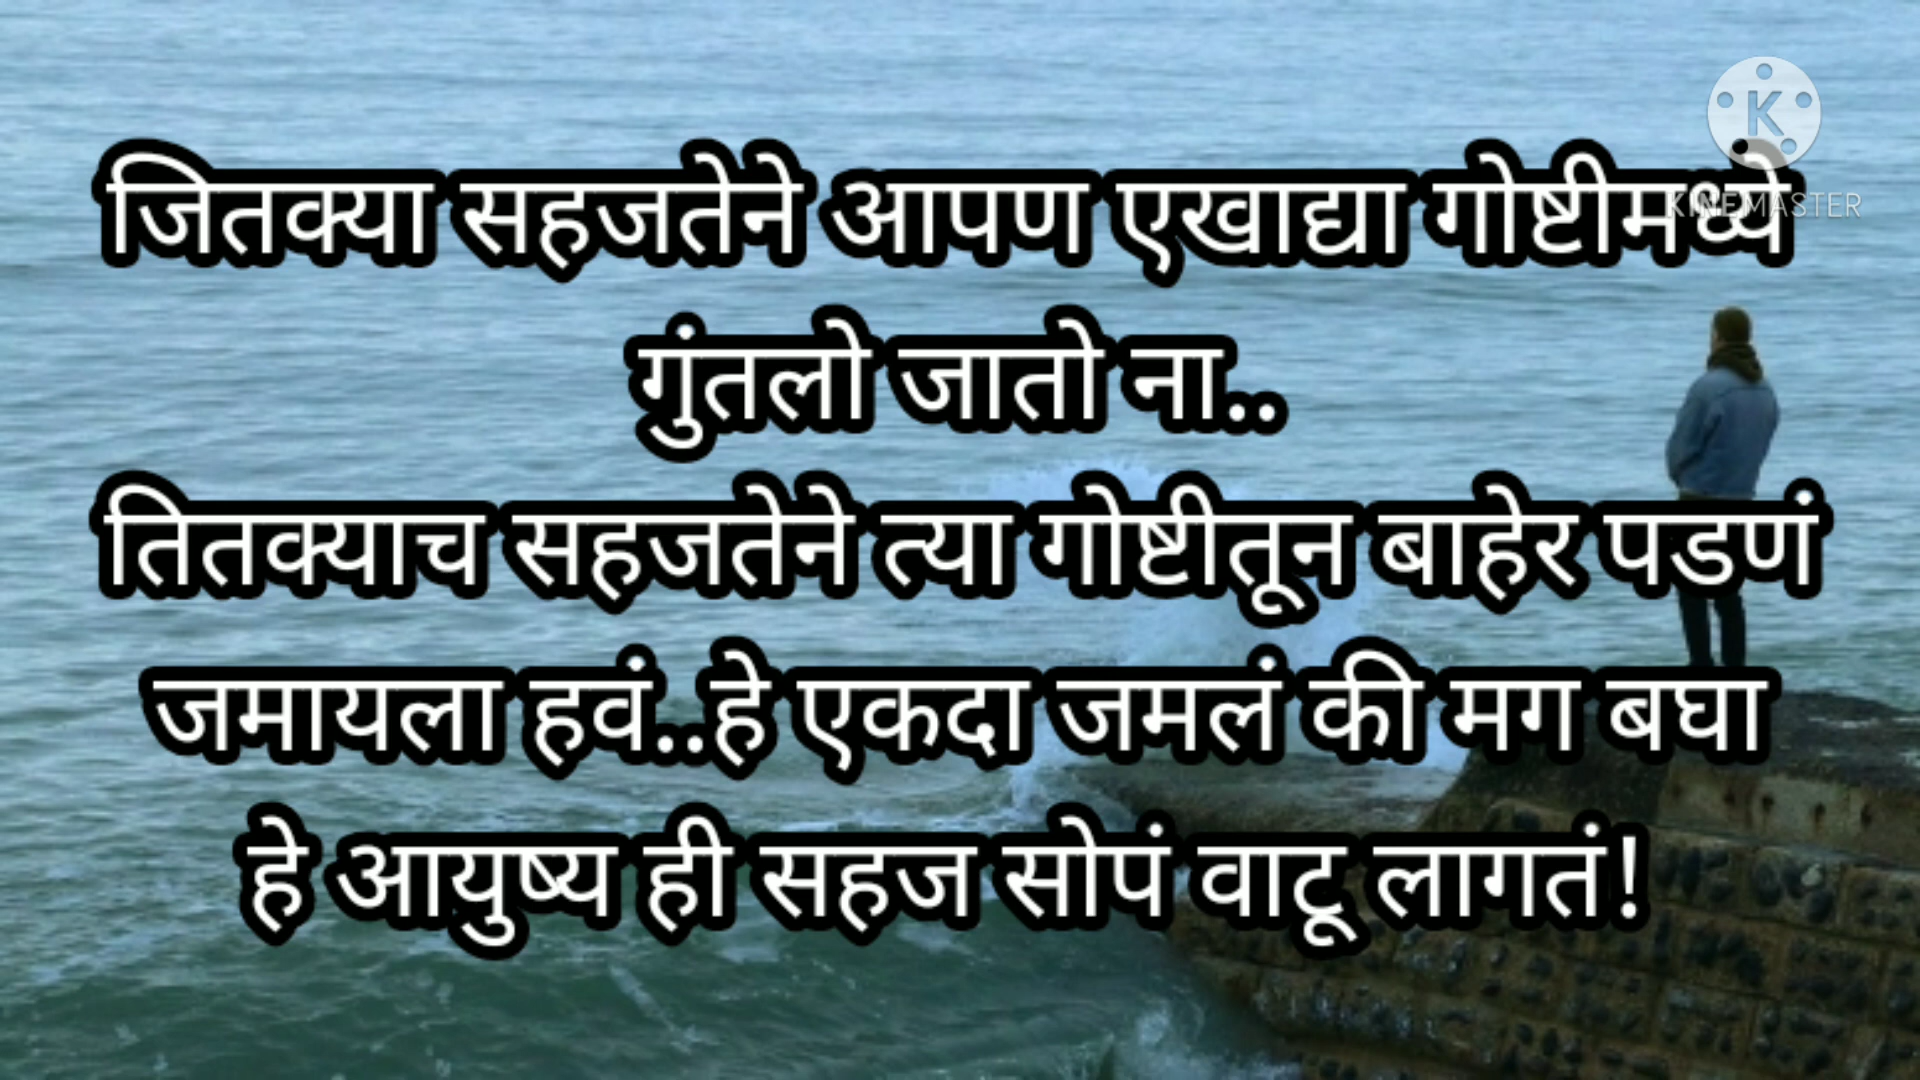 जितक्या सहजतेने आपण एखाद्या गोष्टीमध्ये
गुंतलो जातो ना..
तितक्याच सहजतेने त्या गोष्टीतून बाहेर पडणं
जमायला हवं..हे एकदा जमलं की मग बघा
हे आयुष्य ही सहज सोपं वाटू लागतं!
K
KINEMASTER